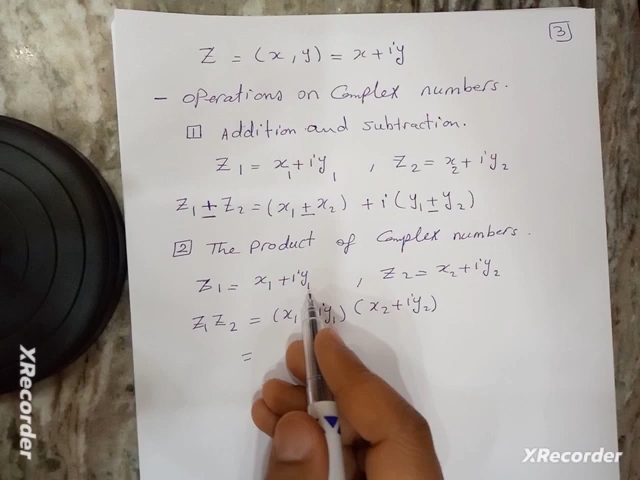 3
Z = (x, y) = x + iy
- Operations on Complex numbers.
1 Addition and subtraction.
Z₁ = x₁ + iy₁ , Z₂ = x₂ + iy₂
Z₁ ± Z₂ = (x₁ ± x₂) + i (y₁ ± y₂)
2 The product of Complex numbers.
Z₁ = x₁ + iy₁ , Z₂ = x₂ + iy₂
Z₁Z₂ = (x₁ iy₁) (x₂ + iy₂)
=
XRecorder
XRecorder